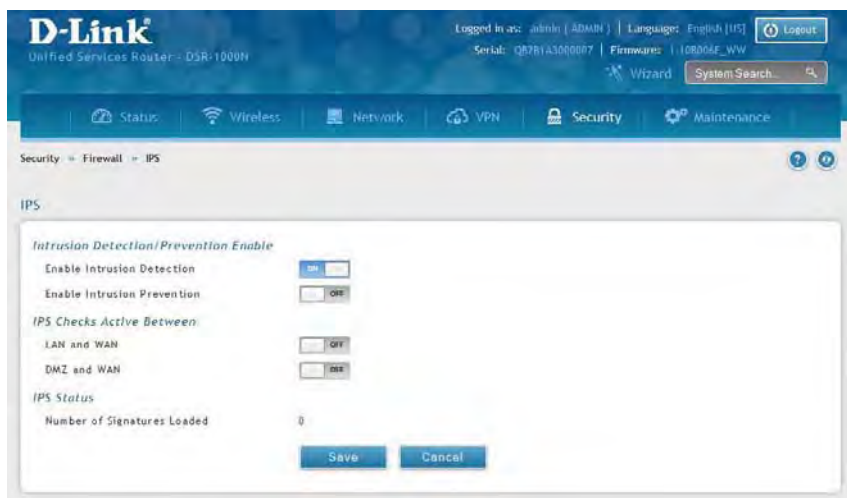 D-Link
Unified Services Router - DSR-1000N
Logged in as: admin ( ADMIN ) | Language: English [US]
Logout
Serial: QB7B1A3000007 | Firmware:
Wizard
System Search...
Status
Wireless
Network
VPN
Security
Maintenance
Security » Firewall » IPS
IPS
Intrusion Detection/Prevention Enable
Enable Intrusion Detection
ON
Enable Intrusion Prevention
OFF
IPS Checks Active Between
LAN and WAN
OFF
DMZ and WAN
OFF
IPS Status
Number of Signatures Loaded
0
Save
Cancel